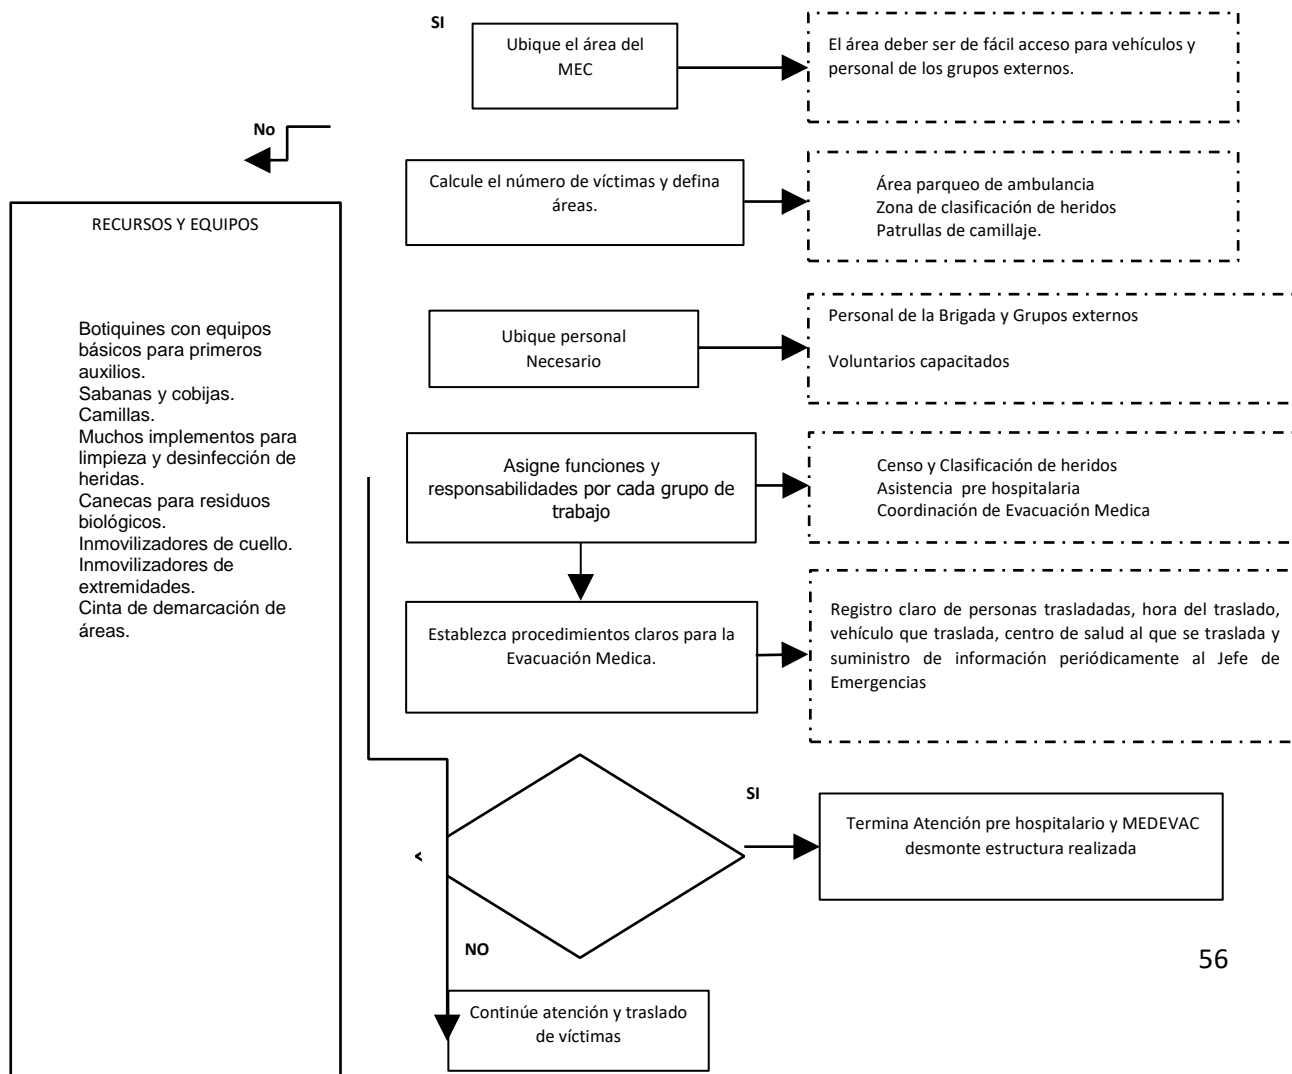 SI
Ubique el área del
MEC
El área deber ser de fácil acceso para vehículos y
personal de los grupos externos.
No
Calcule el número de víctimas y defina
áreas.
Área parqueo de ambulancia
Zona de clasificación de heridos
Patrullas de camillaje.
RECURSOS Y EQUIPOS
Botiquines con equipos
básicos para primeros
auxilios.
Sabanas y cobijas.
Camillas.
Muchos implementos para
limpieza y desinfección de
heridas.
Canecas para residuos
biológicos.
Inmovilizadores de cuello.
Inmovilizadores de
extremidades.
Cinta de demarcación de
áreas.
Ubique personal
Necesario
Personal de la Brigada y Grupos externos
Voluntarios capacitados
Asigne funciones y
responsabilidades por cada grupo de
trabajo
Censo y Clasificación de heridos
Asistencia pre hospitalaria
Coordinación de Evacuación Medica
Establezca procedimientos claros para la
Evacuación Medica.
Registro claro de personas trasladadas, hora del traslado,
vehículo que traslada, centro de salud al que se traslada y
suministro de información periódicamente al Jefe de
Emergencias
SI
Termina Atención pre hospitalario y MEDEVAC
desmonte estructura realizada
<
NO
Continúe atención y traslado
de víctimas
56